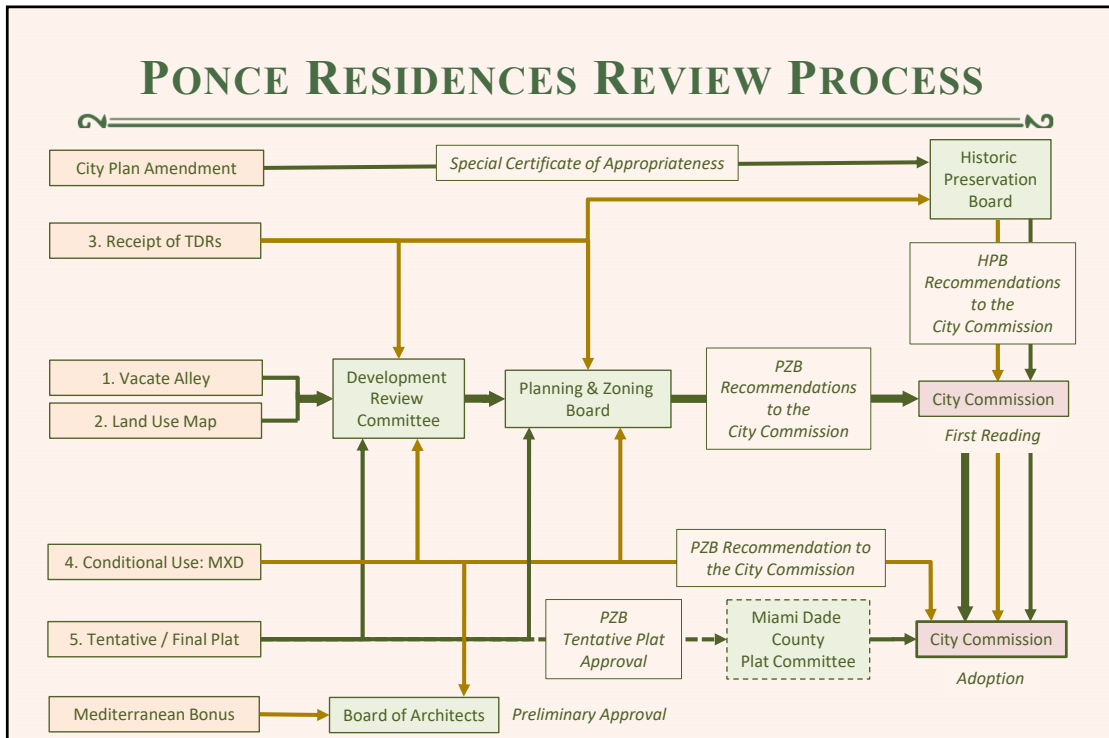 PONCE RESIDENCES REVIEW PROCESS
City Plan Amendment
Special Certificate of Appropriateness
Historic
Preservation
Board
3. Receipt of TDRs
HPB
Recommendations
to the
City Commission
1. Vacate Alley
2. Land Use Map
Development
Review
Committee
Planning & Zoning
Board
PZB
Recommendations
to the
City Commission
City Commission
First Reading
4. Conditional Use: MXD
PZB Recommendation to
the City Commission
5. Tentative / Final Plat
PZB
Tentative Plat
Approval
Miami Dade
County
Plat Committee
City Commission
Adoption
Mediterranean Bonus
Board of Architects
Preliminary Approval